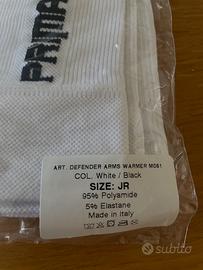 PRIMA
ART. DEFENDER ARMS WARMER M061
COL. White / Black
SIZE: JR
95% Polyamide
5% Elastane
Made in Italy
subito